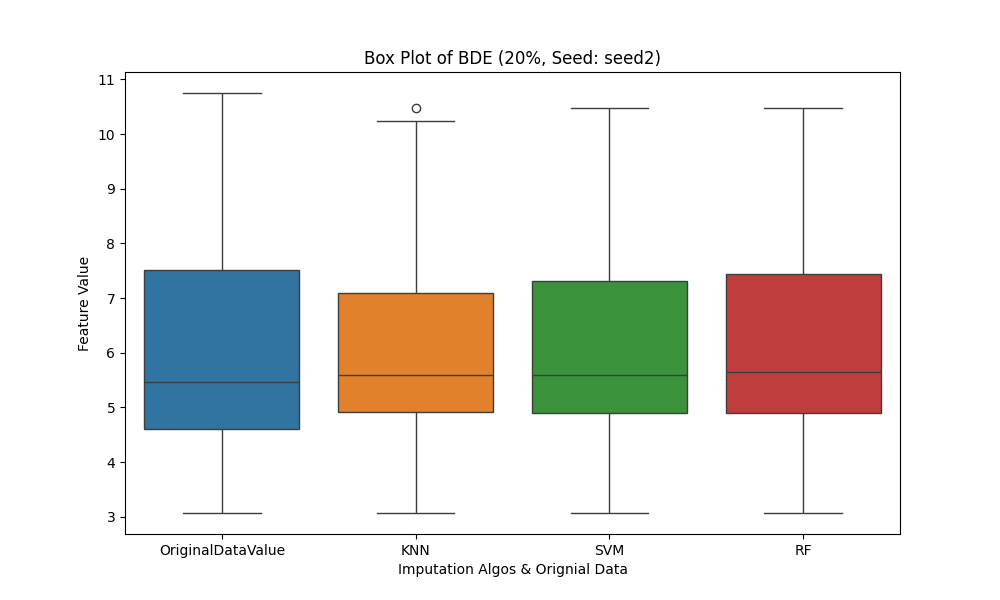 Box Plot of BDE (20%, Seed: seed2)
11
10
9
8
7
6
5
4
3
Feature Value
OriginalDataValue
KNN
SVM
RF
Imputation Algos & Orignial Data